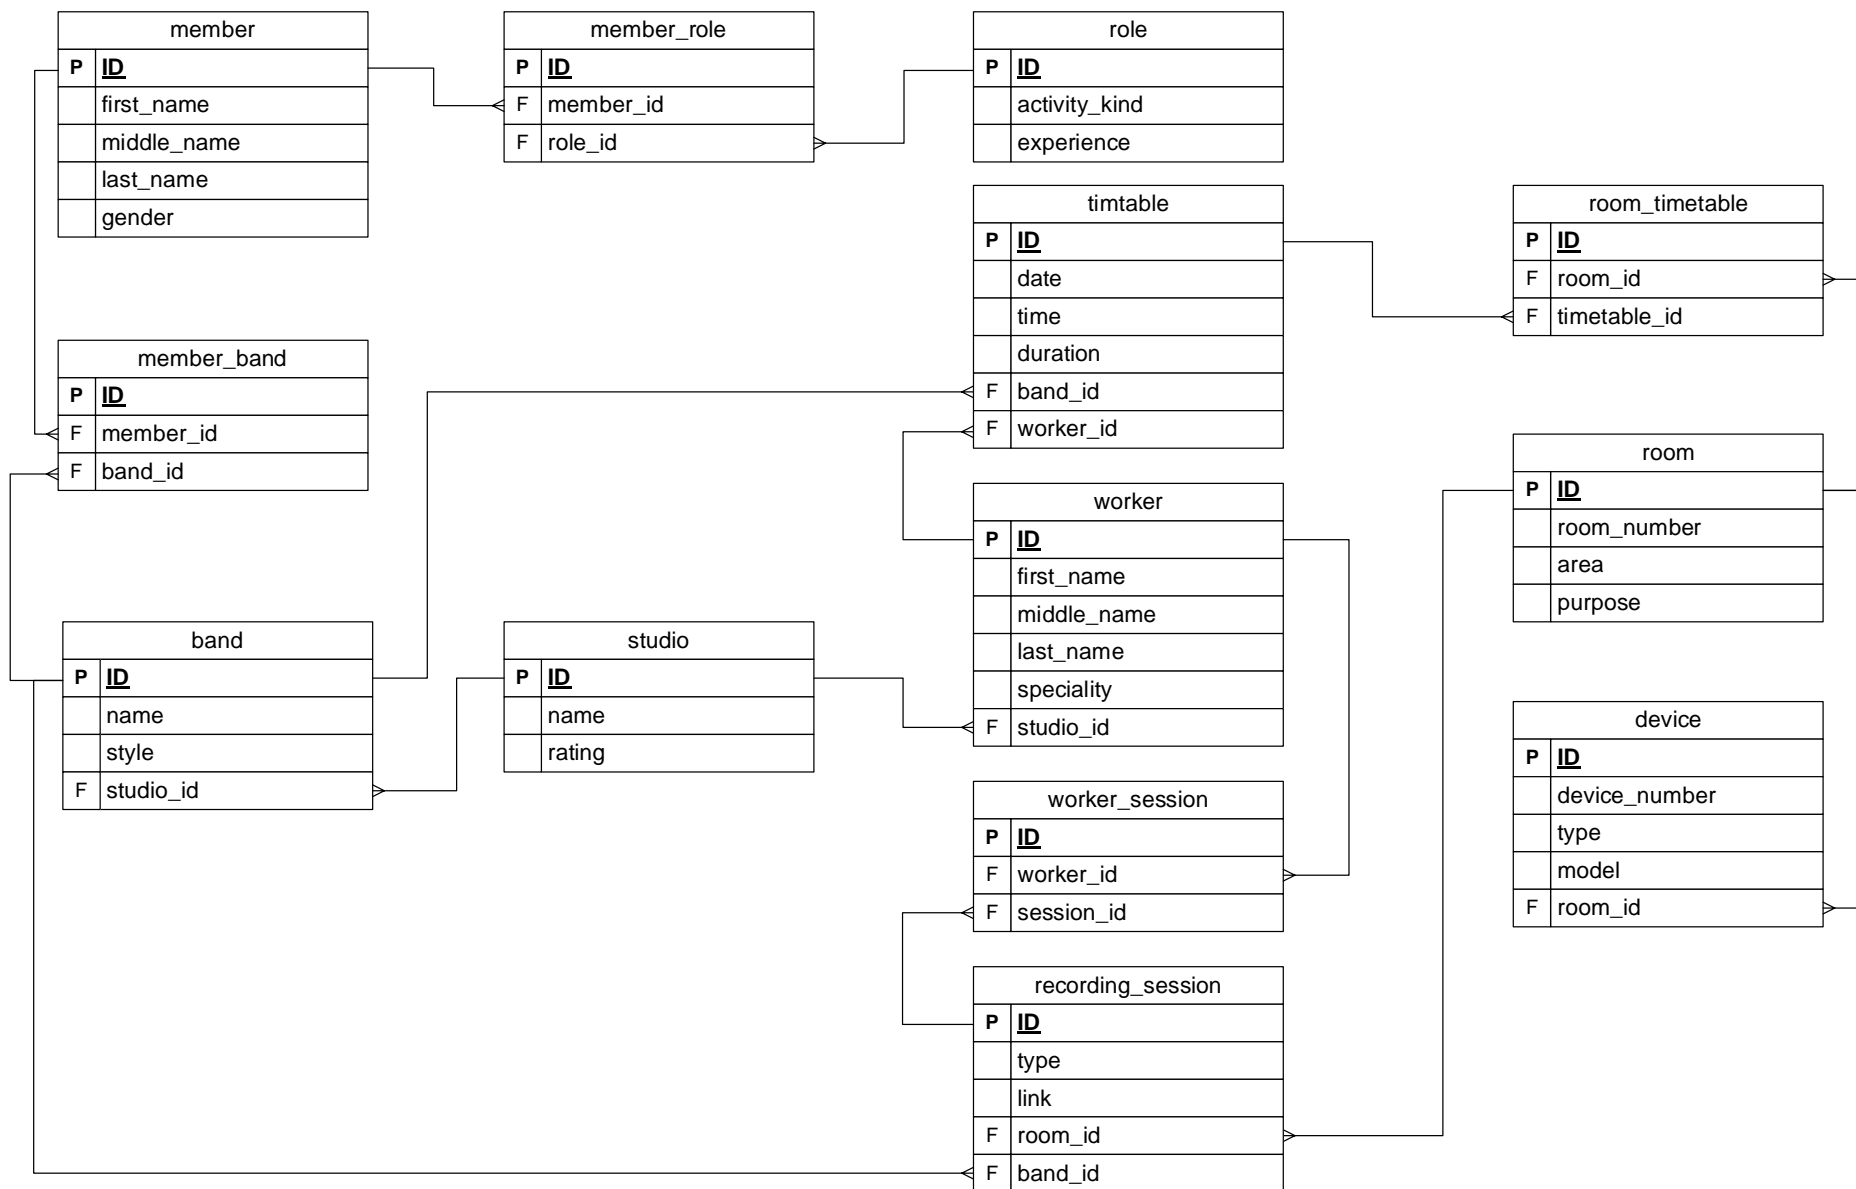 member
P ID
first_name
middle_name
last_name
gender
member_role
P ID
F member_id
F role_id
role
P ID
activity_kind
experience
timtable
P ID
date
time
duration
F band_id
F worker_id
room_timetable
P ID
F room_id
F timetable_id
member_band
P ID
F member_id
F band_id
room
P ID
room_number
area
purpose
worker
P ID
first_name
middle_name
last_name
speciality
F studio_id
band
P ID
name
style
F studio_id
studio
P ID
name
rating
device
P ID
device_number
type
model
F room_id
worker_session
P ID
F worker_id
F session_id
recording_session
P ID
type
link
F room_id
F band_id